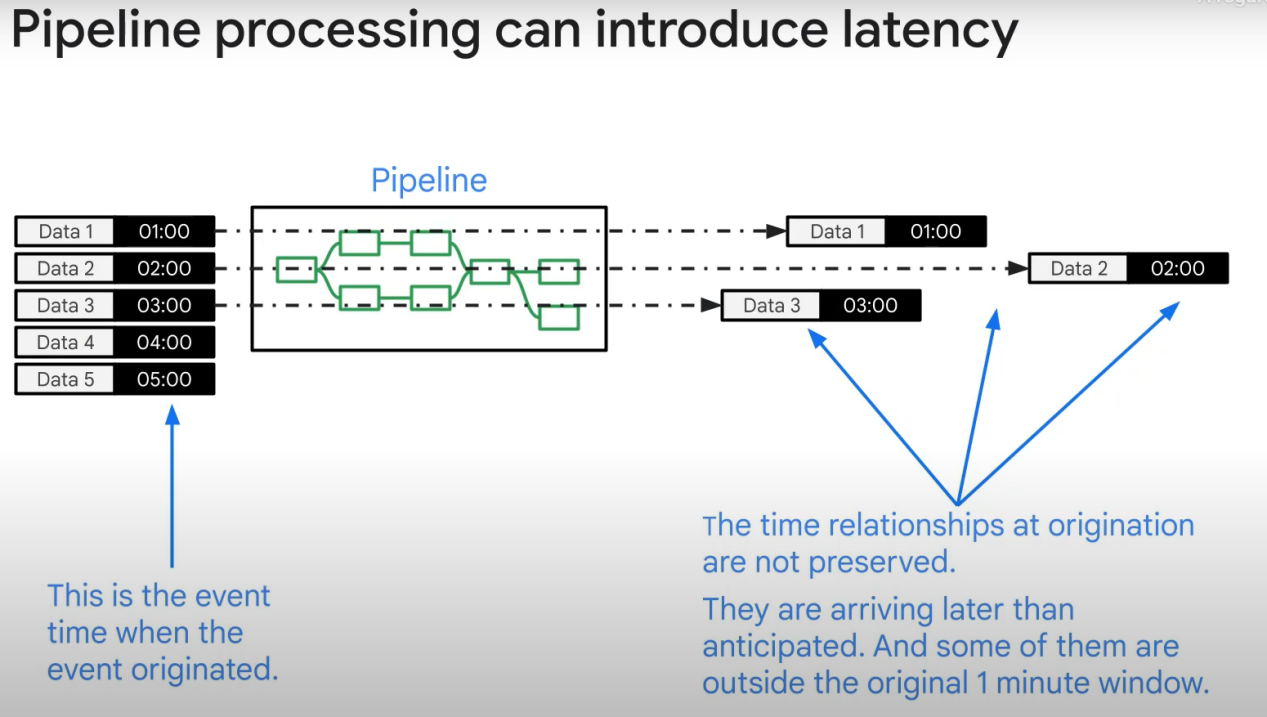 Pipeline processing can introduce latency
Pipeline
Data 1 01:00
Data 2 02:00
Data 3 03:00
Data 4 04:00
Data 5 05:00
Data 1 01:00
Data 2 02:00
Data 3 03:00
This is the event
time when the
event originated.
The time relationships at origination
are not preserved.
They are arriving later than
anticipated. And some of them are
outside the original 1 minute window.